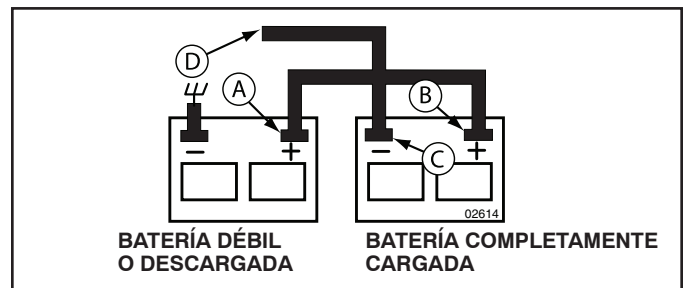 D
A
B
C
− + − +
02614
BATERÍA DÉBIL
O DESCARGADA
BATERÍA COMPLETAMENTE
CARGADA